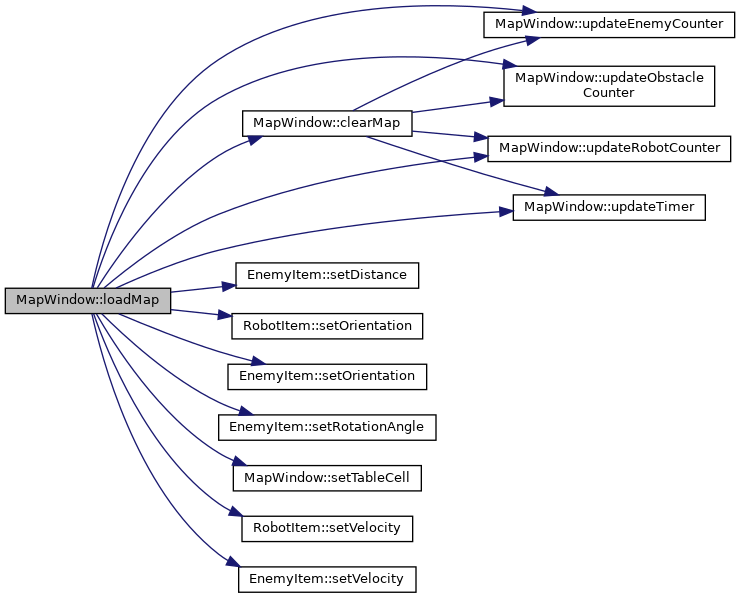 MapWindow::updateEnemyCounter
MapWindow::updateObstacle
Counter
MapWindow::clearMap
MapWindow::updateRobotCounter
MapWindow::updateTimer
EnemyItem::setDistance
MapWindow::loadMap
RobotItem::setOrientation
EnemyItem::setOrientation
EnemyItem::setRotationAngle
MapWindow::setTableCell
RobotItem::setVelocity
EnemyItem::setVelocity